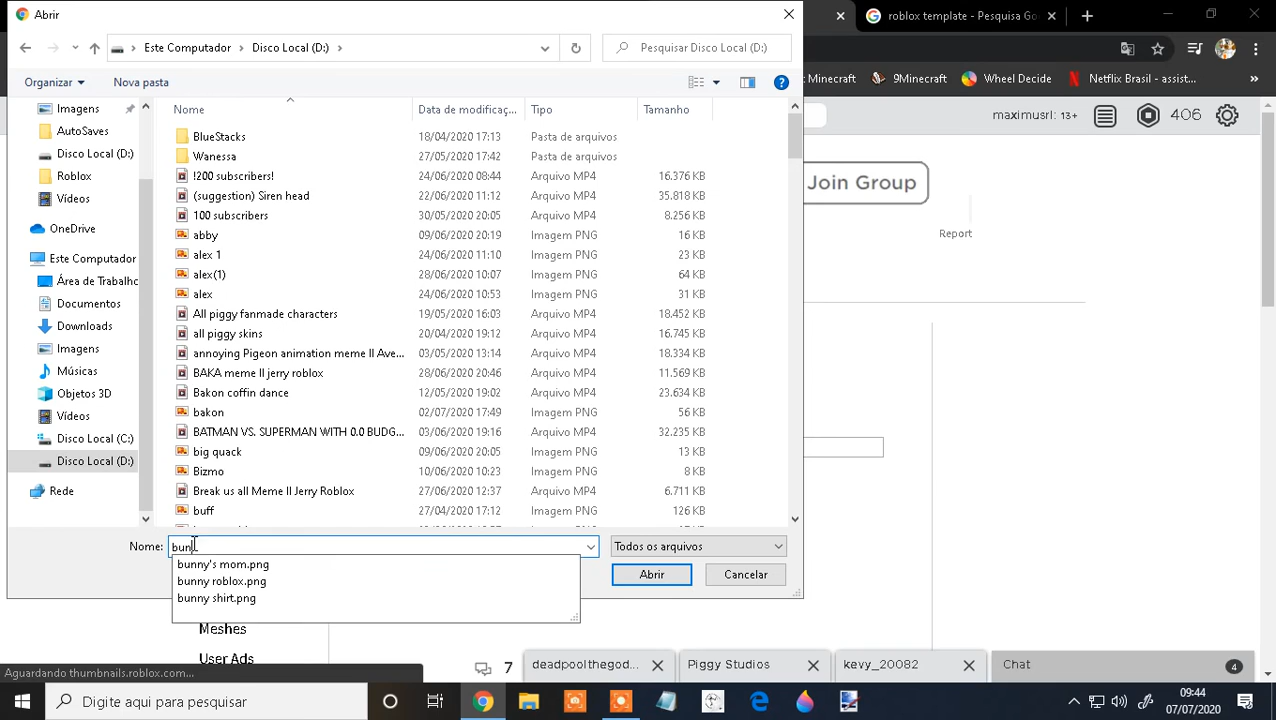 Abrir
roblox template - Pesquisa Go
Este Computador
Disco Local (D:)
Pesquisar Disco Local (D:)
Minecraft
9Minecraft
Wheel Decide
Netflix Brasil - assist...
Organizar
Nova pasta
Nome
Data de modificaç...
Tipo
Tamanho
Imagens
AutoSaves
Disco Local (D:)
Roblox
Vídeos
OneDrive
Este Computador
Área de Trabalho
Documentos
Downloads
Imagens
Músicas
Objetos 3D
Vídeos
Disco Local (C:)
Disco Local (D:)
Rede
BlueStacks 18/04/2020 17:13 Pasta de arquivos
Wanessa 27/05/2020 17:42 Pasta de arquivos
!200 subscribers! 24/06/2020 08:44 Arquivo MP4 16.376 KB
(suggestion) Siren head 22/06/2020 11:12 Arquivo MP4 35.818 KB
100 subscribers 30/05/2020 20:05 Arquivo MP4 8.256 KB
abby 09/06/2020 20:19 Imagem PNG 16 KB
alex 1 24/06/2020 11:10 Imagem PNG 23 KB
alex(1) 28/06/2020 10:07 Imagem PNG 64 KB
alex 24/06/2020 10:53 Imagem PNG 31 KB
All piggy fanmade characters 19/05/2020 16:03 Arquivo MP4 18.452 KB
all piggy skins 20/04/2020 19:12 Arquivo MP4 16.745 KB
annoying Pigeon animation meme II Ave... 03/05/2020 13:14 Arquivo MP4 18.334 KB
BAKA meme II jerry roblox 28/06/2020 20:46 Arquivo MP4 11.569 KB
Bakon coffin dance 12/05/2020 19:02 Arquivo MP4 23.634 KB
bakon 02/07/2020 17:49 Imagem PNG 56 KB
BATMAN VS. SUPERMAN WITH 0.0 BUDG... 03/06/2020 19:16 Arquivo MP4 32.235 KB
big quack 09/06/2020 20:05 Imagem PNG 13 KB
Bizmo 10/06/2020 10:23 Imagem PNG 8 KB
Break us all Meme II Jerry Roblox 27/06/2020 12:37 Arquivo MP4 6.711 KB
buff 27/04/2020 17:12 Imagem PNG 126 KB
Nome: bun
Todos os arquivos
bunny's mom.png
bunny roblox.png
bunny shirt.png
Abrir
Cancelar
maximusrl: 13+
406
Join Group
Report
Meshes
User Ads
Aguardando thumbnails.roblox.com...
7
deadpoolthegod...
Piggy Studios
kevy_20082
Chat
4
Digite aqui para pesquisar
09:44
07/07/2020